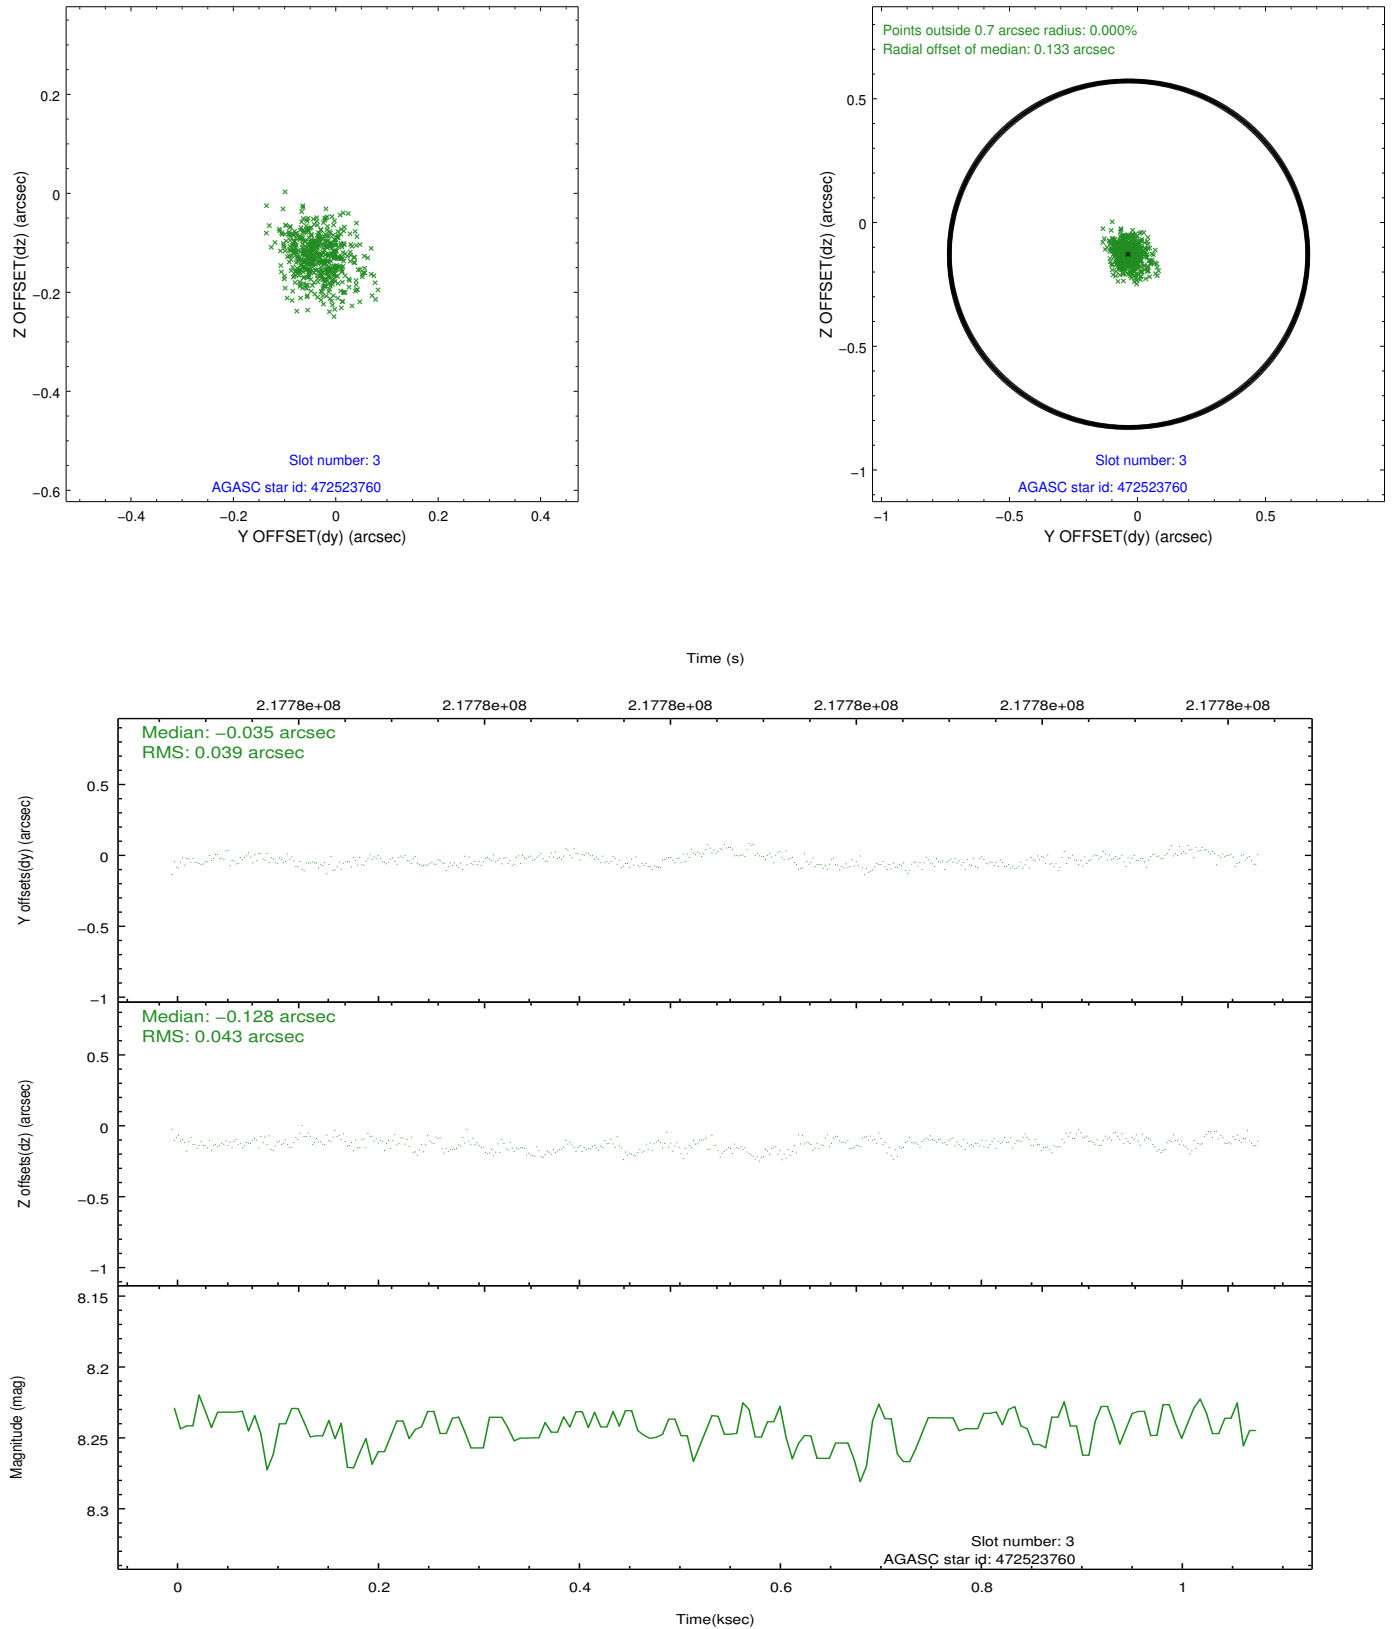 0.2
0
−0.2
−0.4
−0.6
Z OFFSET(dz) (arcsec)
Slot number: 3
AGASC star id: 472523760
−0.4
−0.2
0
0.2
0.4
Y OFFSET(dy) (arcsec)
Points outside 0.7 arcsec radius: 0.000%
Radial offset of median: 0.133 arcsec
0.5
0
−0.5
−1
Z OFFSET(dz) (arcsec)
Slot number: 3
AGASC star id: 472523760
−1
−0.5
0
0.5
Y OFFSET(dy) (arcsec)
Time (s)
2.1778e+08
2.1778e+08
2.1778e+08
2.1778e+08
2.1778e+08
2.1778e+08
Median: −0.035 arcsec
RMS: 0.039 arcsec
0.5
0
−0.5
−1
Y offsets(dy) (arcsec)
Median: −0.128 arcsec
RMS: 0.043 arcsec
0.5
0
−0.5
−1
Z offsets(dz) (arcsec)
8.15
8.2
8.25
8.3
Magnitude (mag)
Slot number: 3
AGASC star id: 472523760
0
0.2
0.4
0.6
0.8
1
Time(ksec)